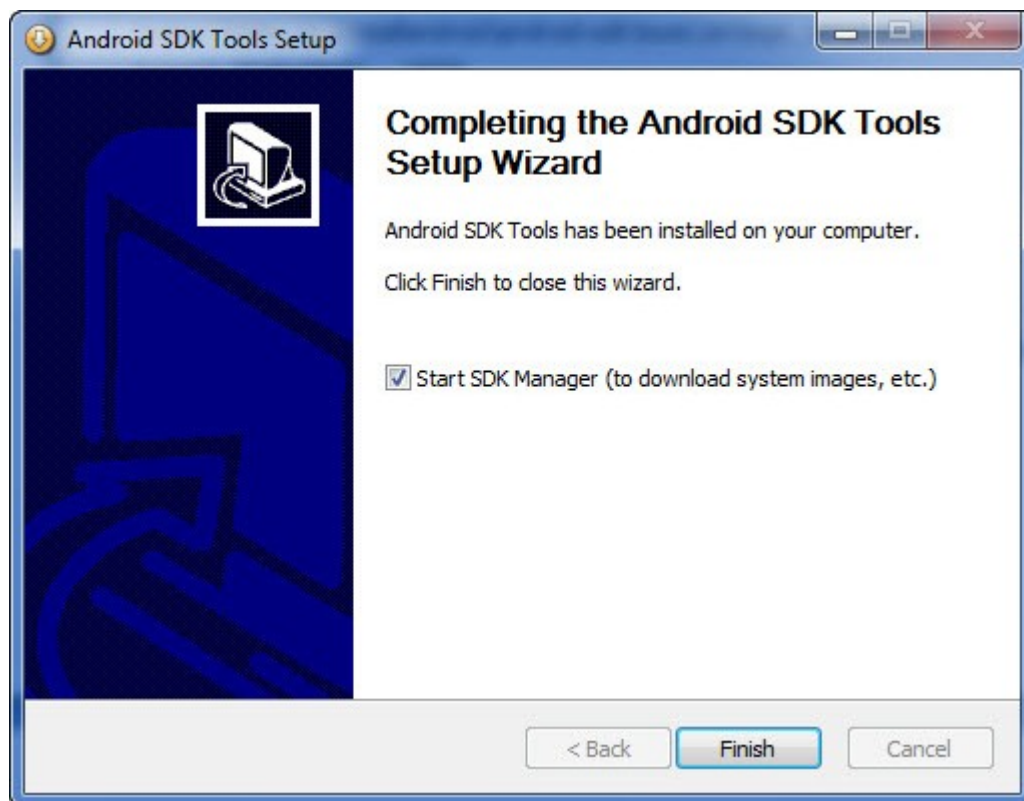 Android SDK Tools Setup
Completing the Android SDK Tools
Setup Wizard
Android SDK Tools has been installed on your computer.
Click Finish to close this wizard.
Start SDK Manager (to download system images, etc.)
< Back Finish Cancel